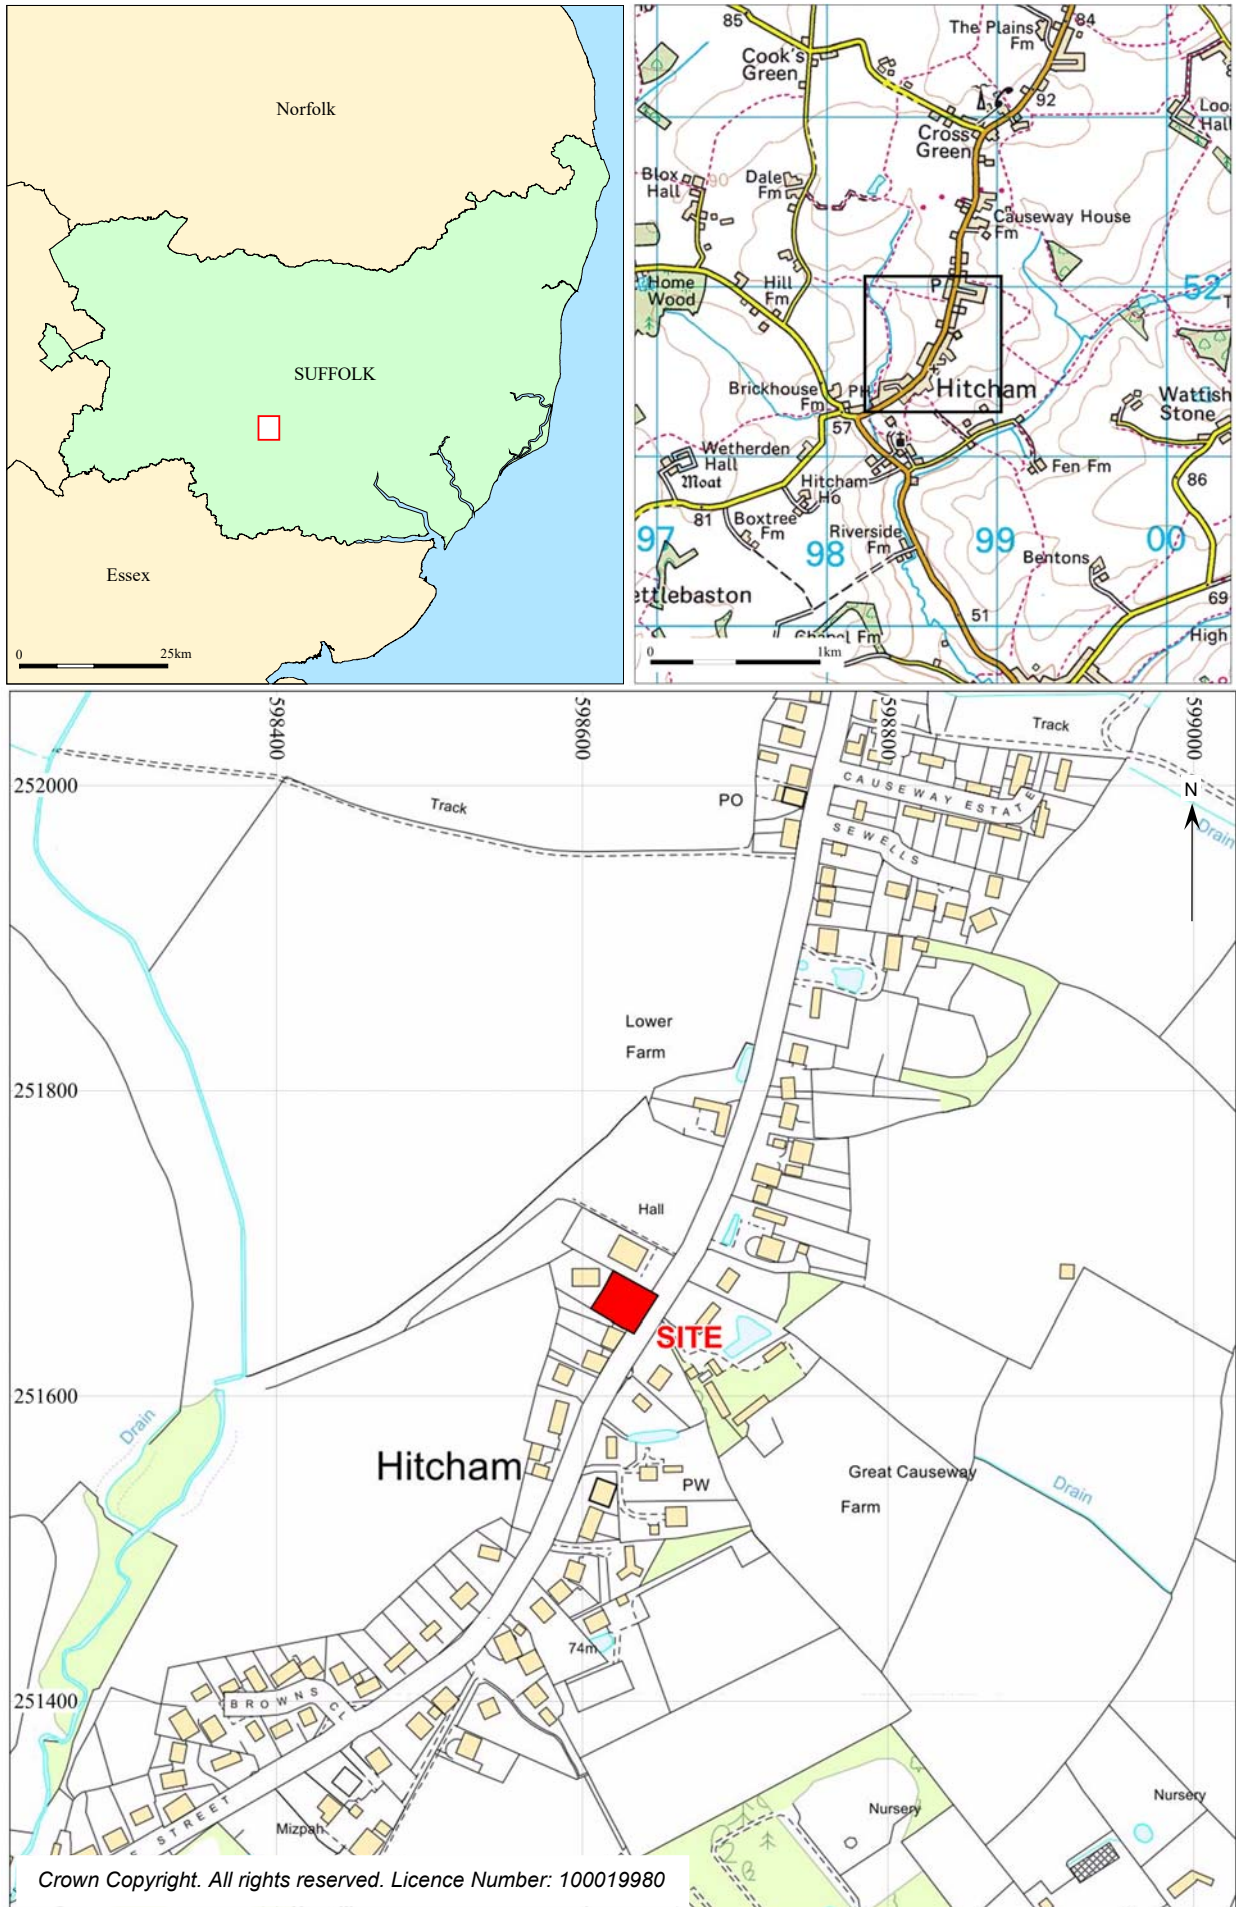 Norfolk
SUFFOLK
Essex
0
25km
85
84
The Plains
Fm
Cook's
Green
92
Cross
Green
Blox
Hall
90
Dale
Fm
Causeway House
Fm
Home
Wood
Hill
Fm
P
52
Brickhouse
Fm
PH
Hitcham
57
Wattish
Stone
Wetherden
Hall
Moat
Hitcham
Ho
Fen Fm
86
81
Boxtree
Fm
Riverside
Fm
97
98
99
00
Bentons
ettlebaston
69
51
Chapel Fm
High
0
1km
598400
598600
598800
599000
Track
252000
Track
PO
CAUSEWAY ESTATE
SEWELLS
N
Drain
Lower
Farm
251800
Hall
SITE
251600
Drain
Hitcham
PW
Great Causeway
Farm
Drain
74m
251400
BROWNS CL
STREET
Mizpah
Nursery
Nursery
Crown Copyright. All rights reserved. Licence Number: 100019980